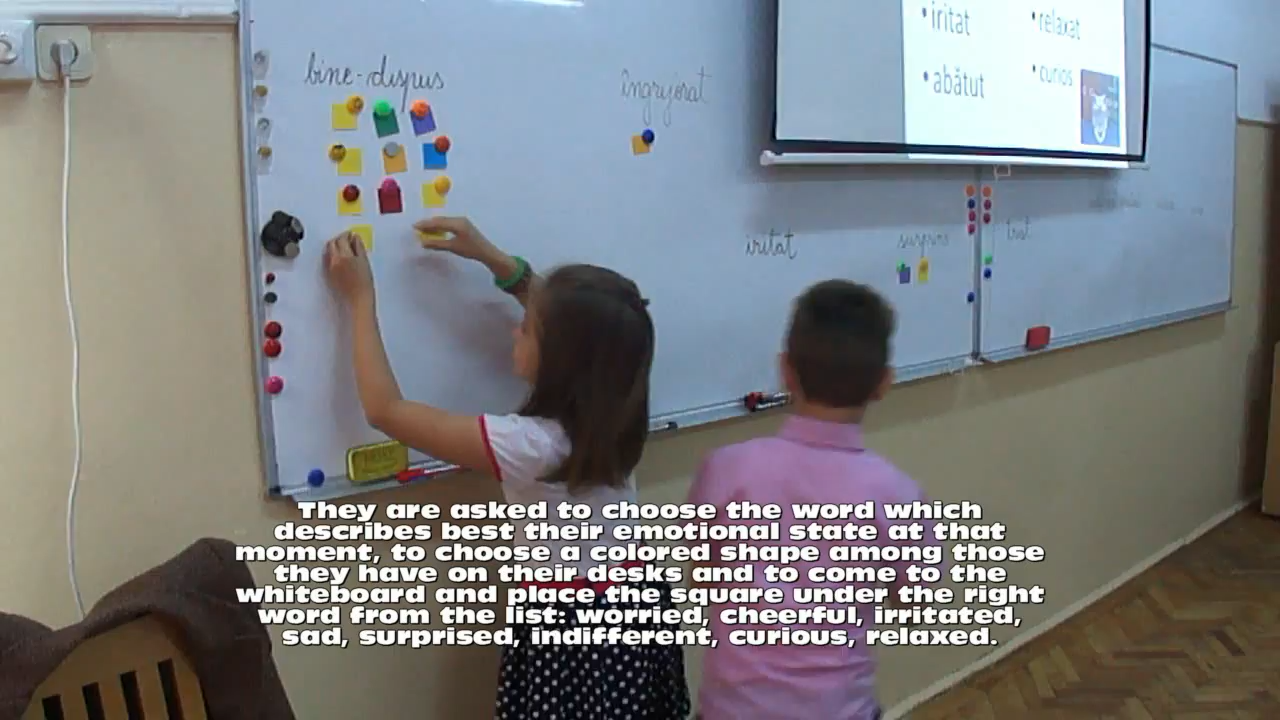 • iritat
• relaxat
• abătut
• curios
bine-dispus
îngrijorat
iritat
surprins
trist
They are asked to choose the word which
describes best their emotional state at that
moment, to choose a colored shape among those
they have on their desks and to come to the
whiteboard and place the square under the right
word from the list: worried, cheerful, irritated,
sad, surprised, indifferent, curious, relaxed.